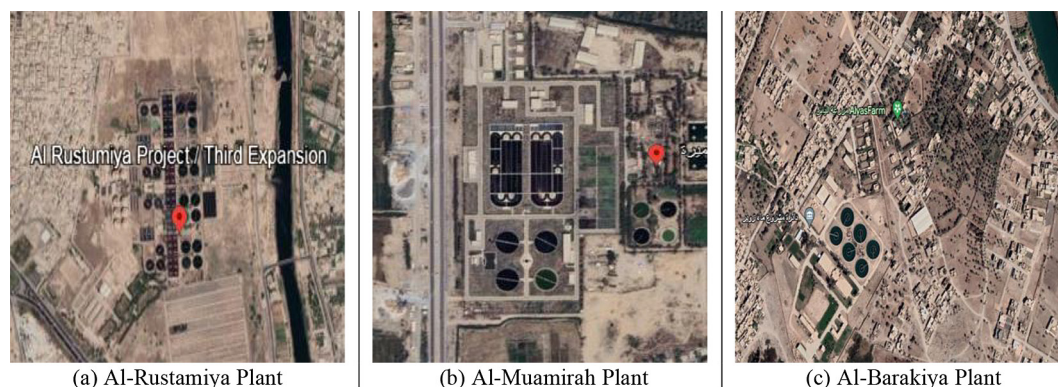 Al Rustumiya Project / Third Expansion
AlyasFarm
(a) Al-Rustamiya Plant
(b) Al-Muamirah Plant
(c) Al-Barakiya Plant